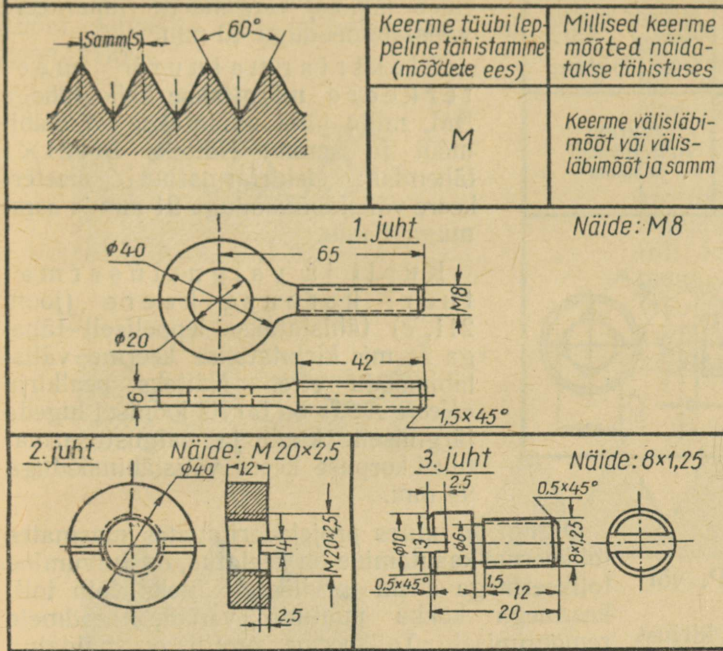 Samm(S)
60°
Keerme tüübi lep-
peline tähistamine
(mõõdete ees)
Millised keerme
mõõted näida-
takse tähistuses
M
Keerme välisläbi-
mõõt või välis-
läbimõõt ja samm
1. juht
Näide: M8
ϕ40
65
M8
ϕ20
42
6
1,5×45°
2. juht
Näide: M20×2,5
ϕ40
12
4
M20×2,5
2,5
3. juht
Näide: 8×1,25
2.5
0,5×45°
ϕ10
3
ϕ6
8×1,25
0,5×45°
1,5
12
20